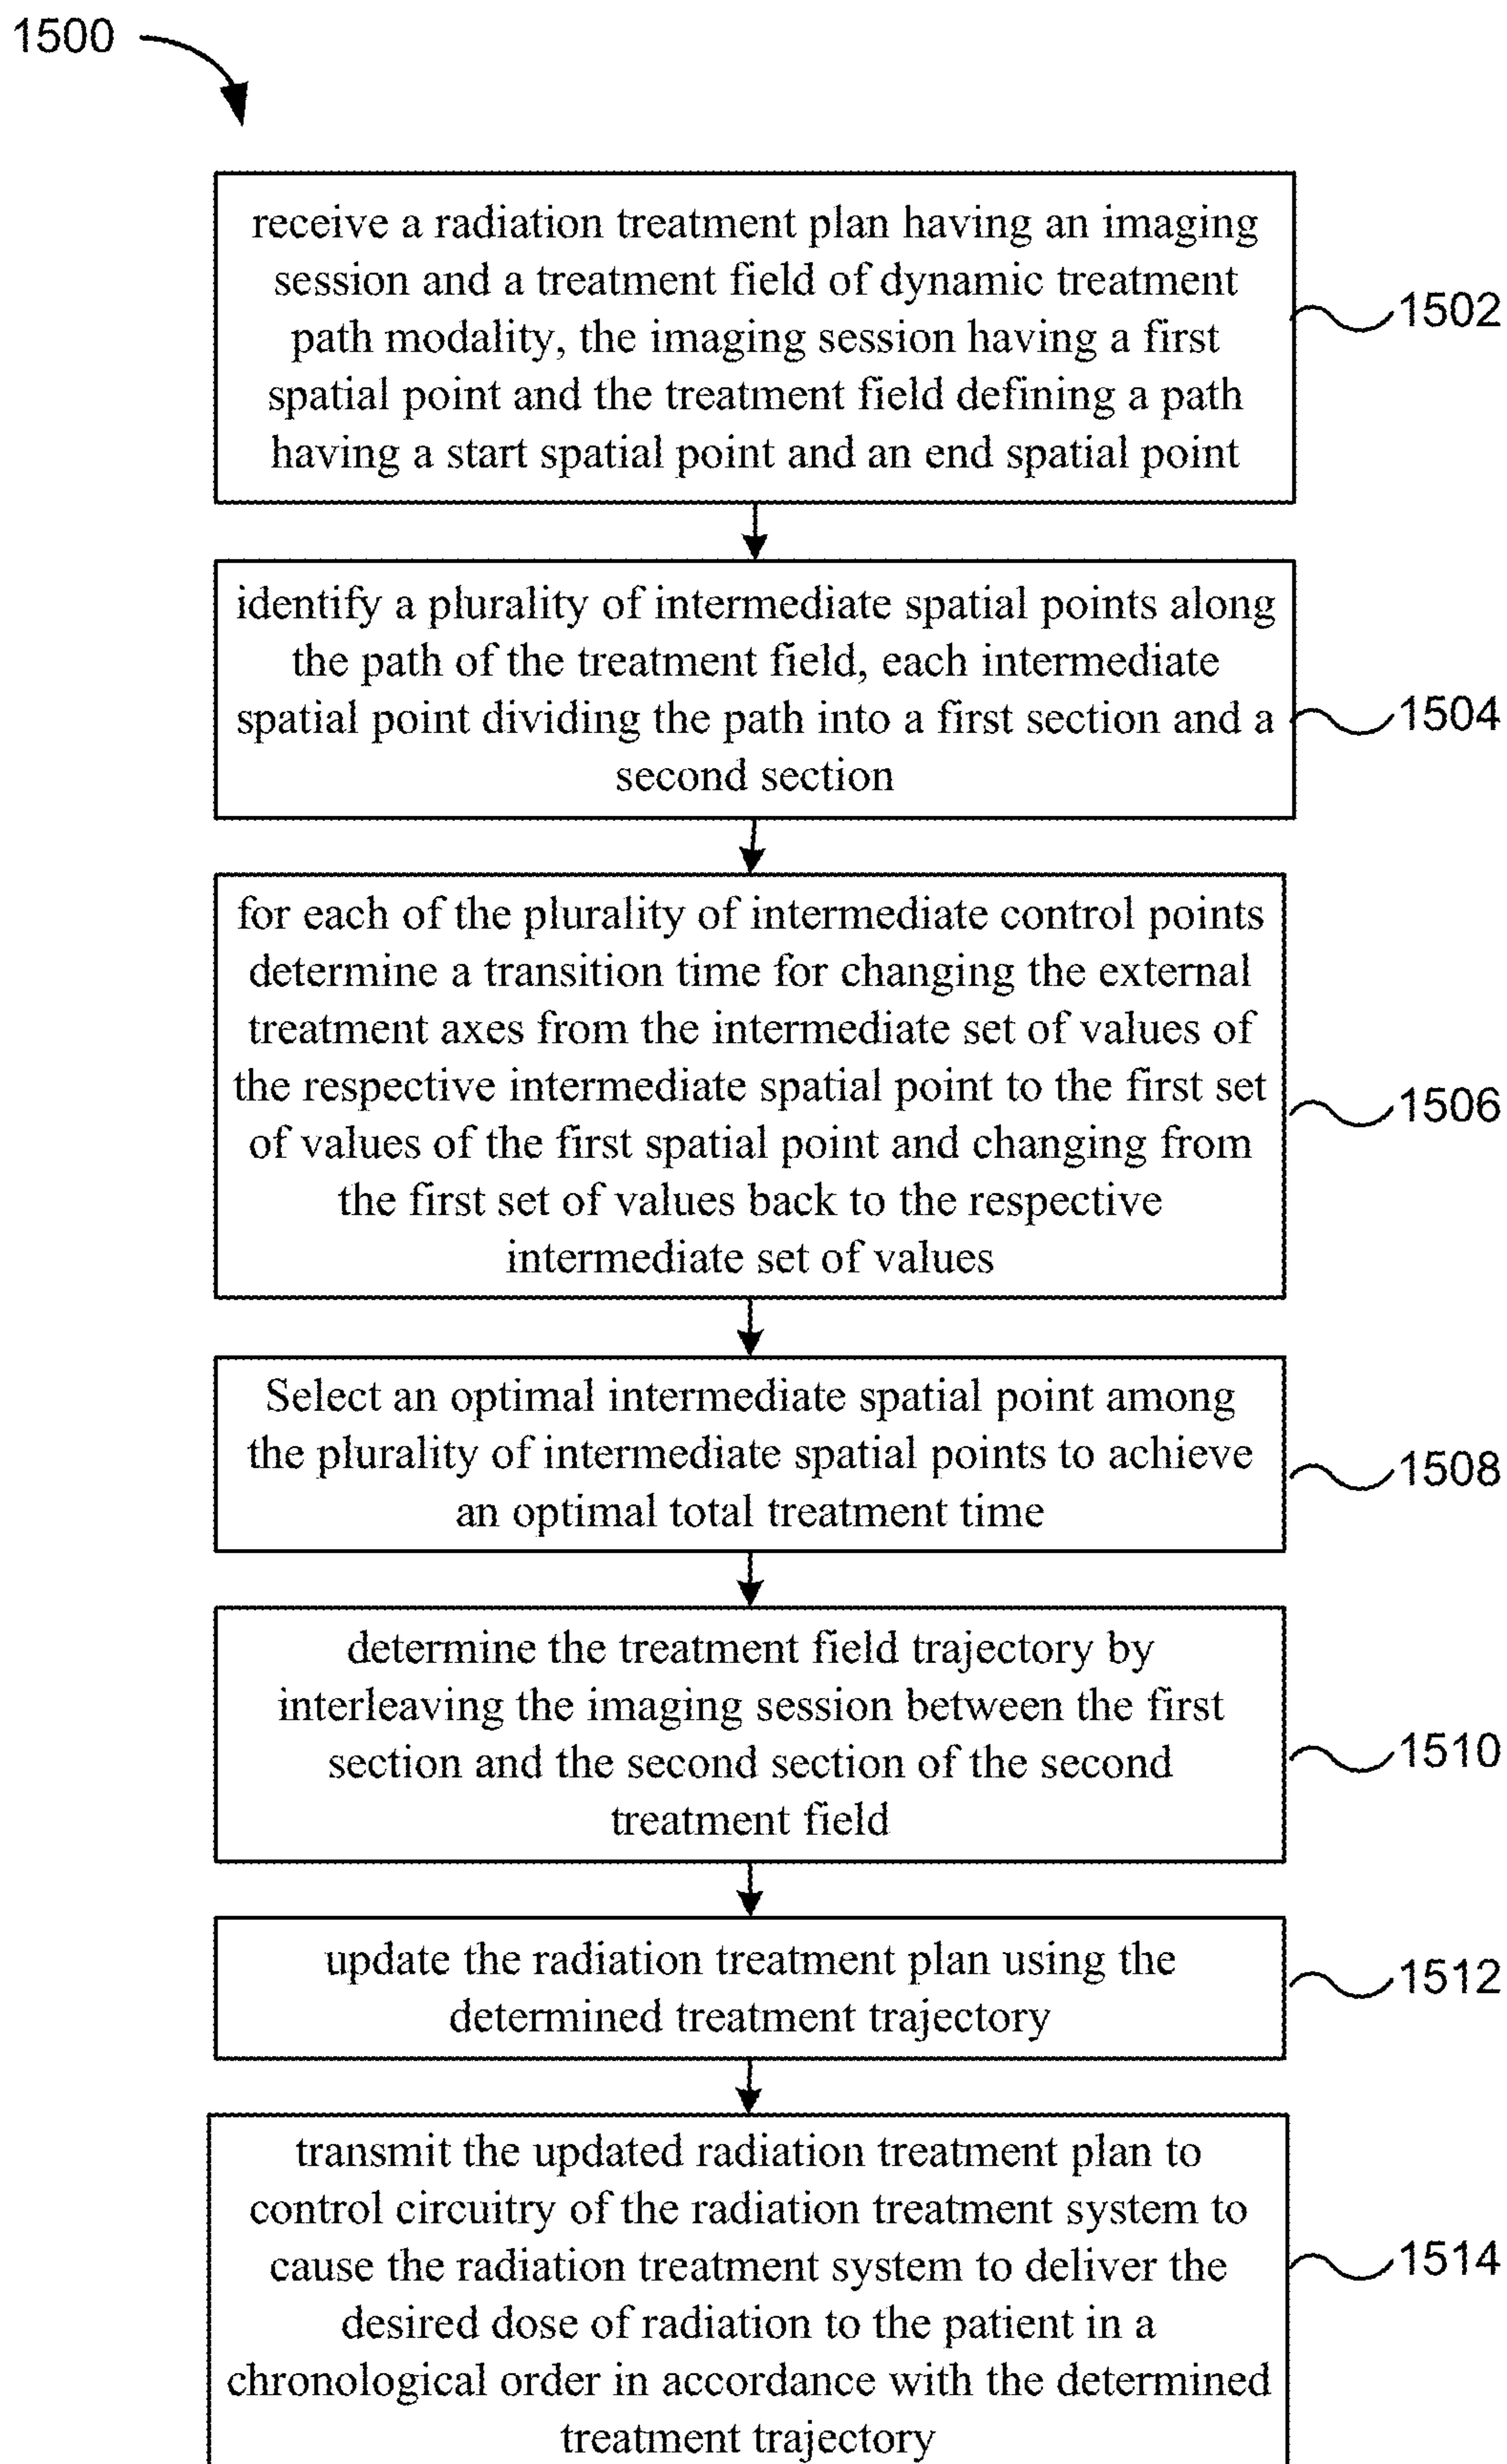 1500
receive a radiation treatment plan having an imaging
session and a treatment field of dynamic treatment
path modality, the imaging session having a first
spatial point and the treatment field defining a path
having a start spatial point and an end spatial point
1502
identify a plurality of intermediate spatial points along
the path of the treatment field, each intermediate
spatial point dividing the path into a first section and a
second section
1504
for each of the plurality of intermediate control points
determine a transition time for changing the external
treatment axes from the intermediate set of values of
the respective intermediate spatial point to the first set
of values of the first spatial point and changing from
the first set of values back to the respective
intermediate set of values
1506
Select an optimal intermediate spatial point among
the plurality of intermediate spatial points to achieve
an optimal total treatment time
1508
determine the treatment field trajectory by
interleaving the imaging session between the first
section and the second section of the second
treatment field
1510
update the radiation treatment plan using the
determined treatment trajectory
1512
transmit the updated radiation treatment plan to
control circuitry of the radiation treatment system to
cause the radiation treatment system to deliver the
desired dose of radiation to the patient in a
chronological order in accordance with the determined
treatment trajectory
1514